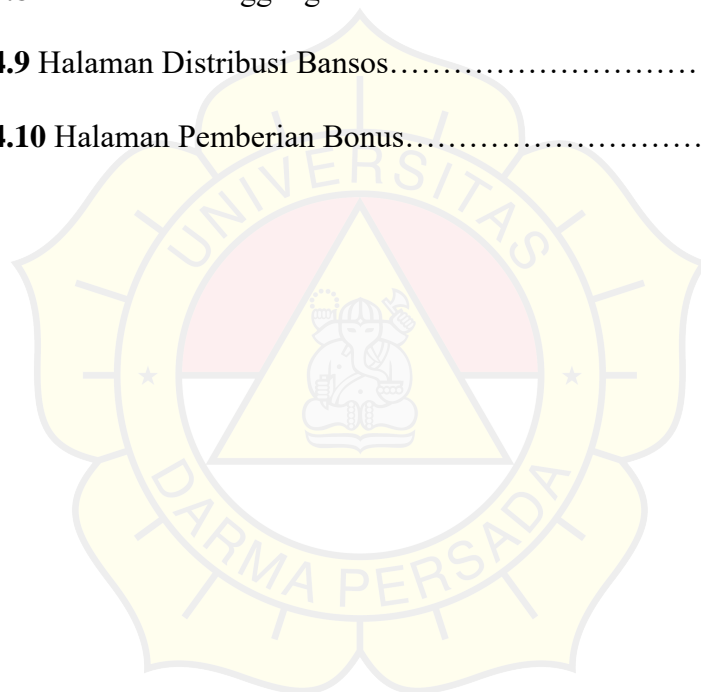 4.9 Halaman Distribusi Bansos…………………………
4.10 Halaman Pemberian Bonus…………………………
UNIVERSITAS
DARMA PERSADA